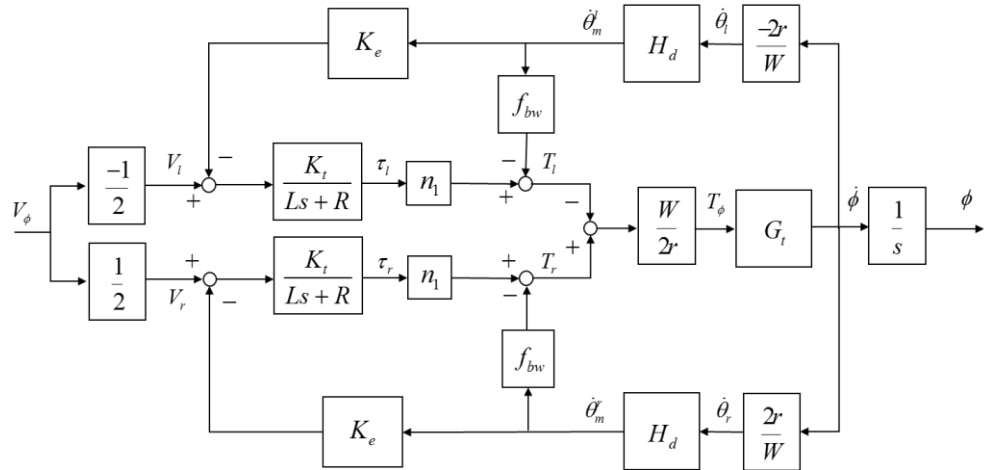 K_e
θ̇_m^l
H_d
θ̇_l
-2r/W
f_bw
-1/2
V_l
−
+
K_t/(Ls + R)
τ_l
n_1
−
+
T_l
−
+
V_ϕ
W/2r
T_ϕ
G_t
ϕ̇
1/s
ϕ
1/2
+
V_r
−
K_t/(Ls + R)
τ_r
n_1
+
−
T_r
f_bw
K_e
θ̇_m^r
H_d
θ̇_r
2r/W